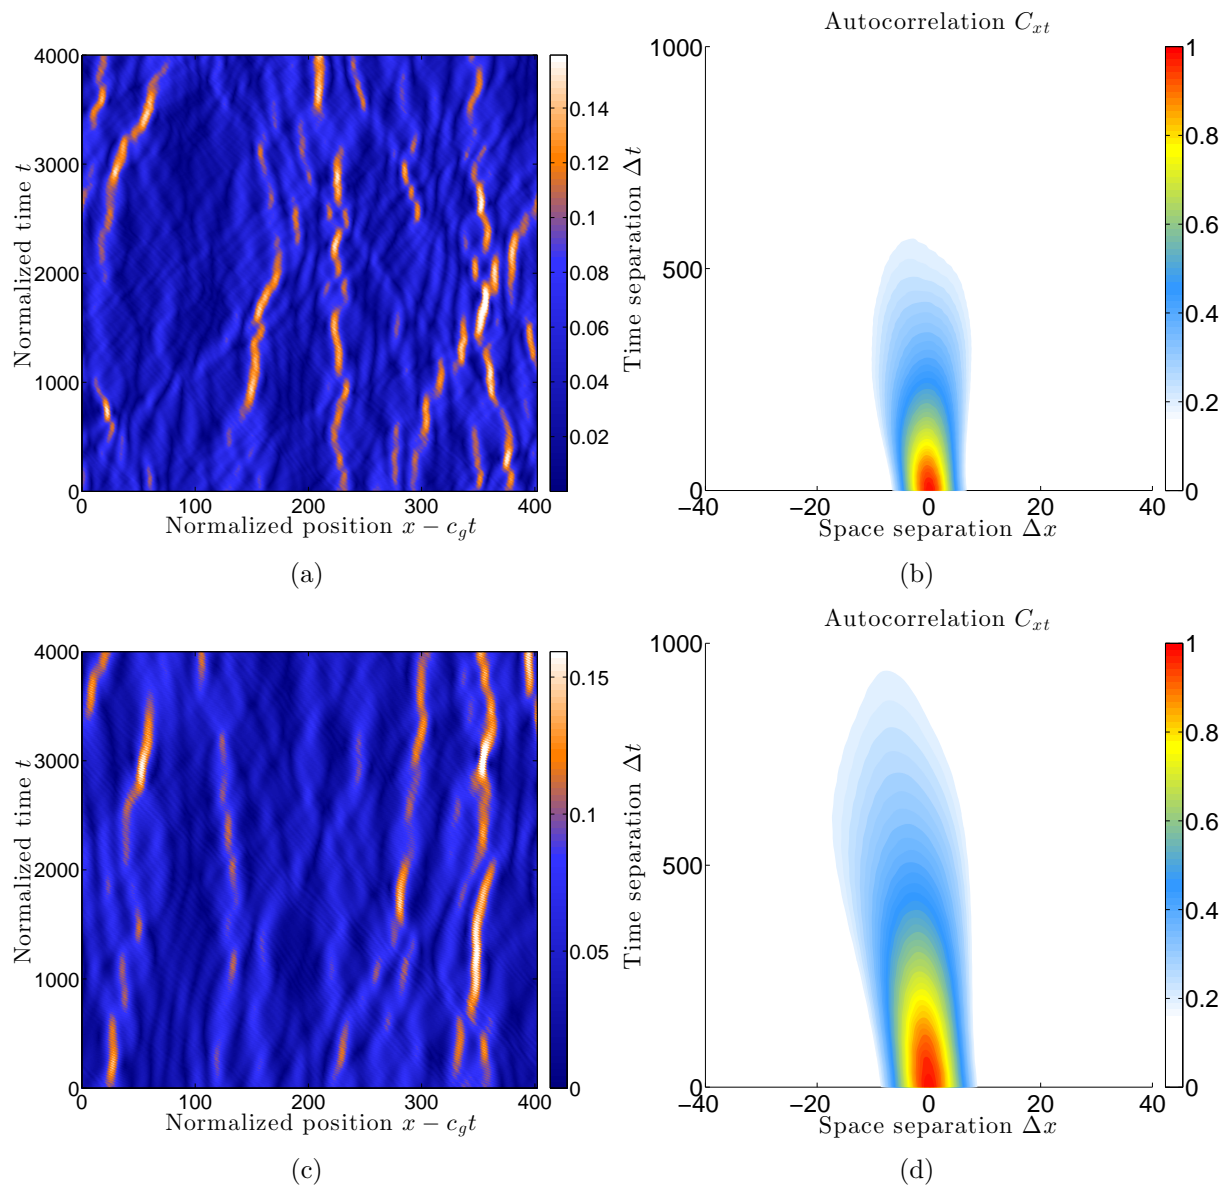 Autocorrelation C_{xt}
4000
3000
2000
1000
0
Normalized time t
0 100 200 300 400
Normalized position x − c_g t
0.14
0.12
0.1
0.08
0.06
0.04
0.02
(a)
1000
500
0
Time separation Δt
−40 −20 0 20 40
Space separation Δx
1
0.8
0.6
0.4
0.2
0
(b)
Autocorrelation C_{xt}
4000
3000
2000
1000
0
Normalized time t
0 100 200 300 400
Normalized position x − c_g t
0.15
0.1
0.05
0
(c)
1000
500
0
Time separation Δt
−40 −20 0 20 40
Space separation Δx
1
0.8
0.6
0.4
0.2
0
(d)